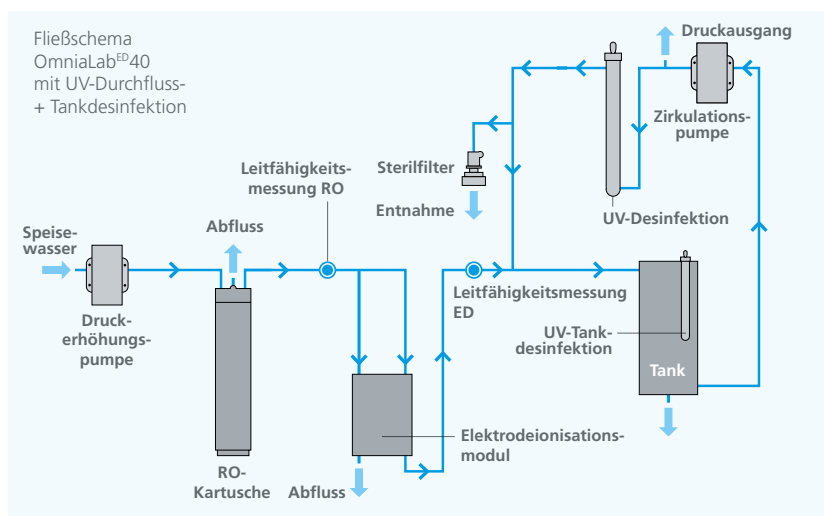 Fließschema
OmniaLabᴱᴰ40
mit UV-Durchfluss-
+ Tankdesinfektion
Druckausgang
Zirkulations-
pumpe
Leitfähigkeits-
messung RO
Sterilfilter
Entnahme
UV-Desinfektion
Speise-
wasser
Abfluss
Druck-
erhöhungs-
pumpe
Leitfähigkeitsmessung
ED
UV-Tank-
desinfektion
Tank
Elektrodeionisations-
modul
RO-
Kartusche
Abfluss